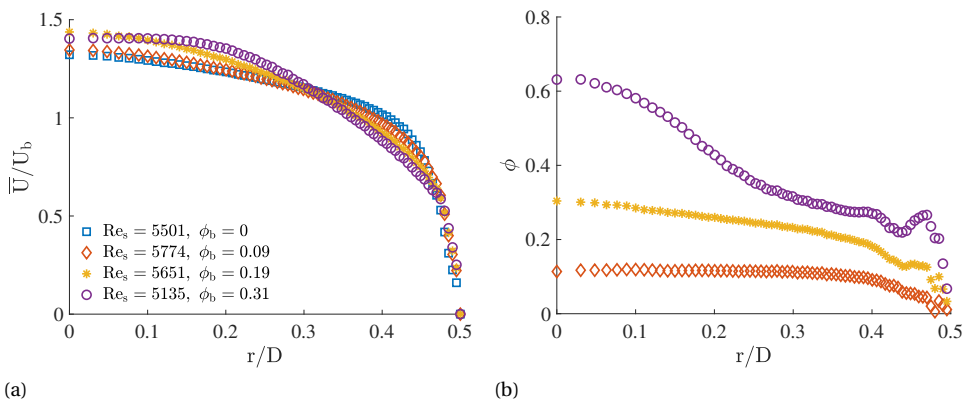 1.5
1
0.5
0
U̅/U_b
Re_s = 5501, ϕ_b = 0
Re_s = 5774, ϕ_b = 0.09
Re_s = 5651, ϕ_b = 0.19
Re_s = 5135, ϕ_b = 0.31
0 0.1 0.2 0.3 0.4 0.5
r/D
(a)
0.8
0.6
0.4
0.2
0
ϕ
0 0.1 0.2 0.3 0.4 0.5
r/D
(b)